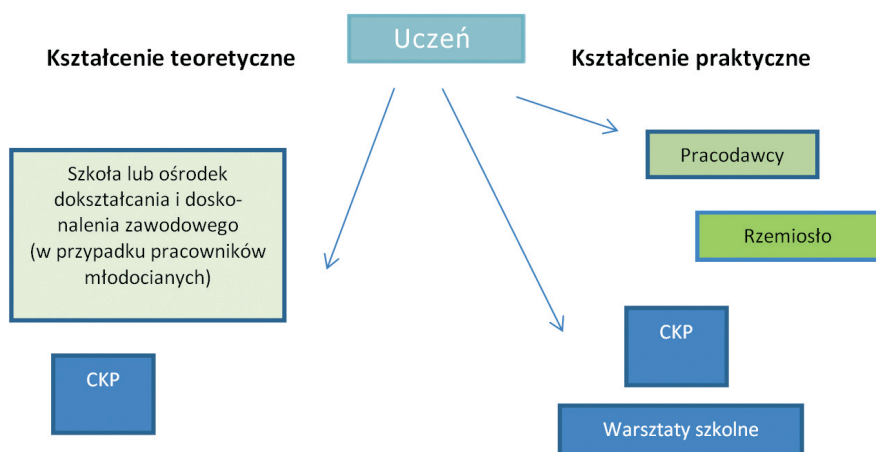 Uczeń
Kształcenie teoretyczne
Kształcenie praktyczne
Szkoła lub ośrodek
dokształcania i dosko-
nalenia zawodowego
(w przypadku pracowników
młodocianych)
CKP
Pracodawcy
Rzemiosło
CKP
Warsztaty szkolne